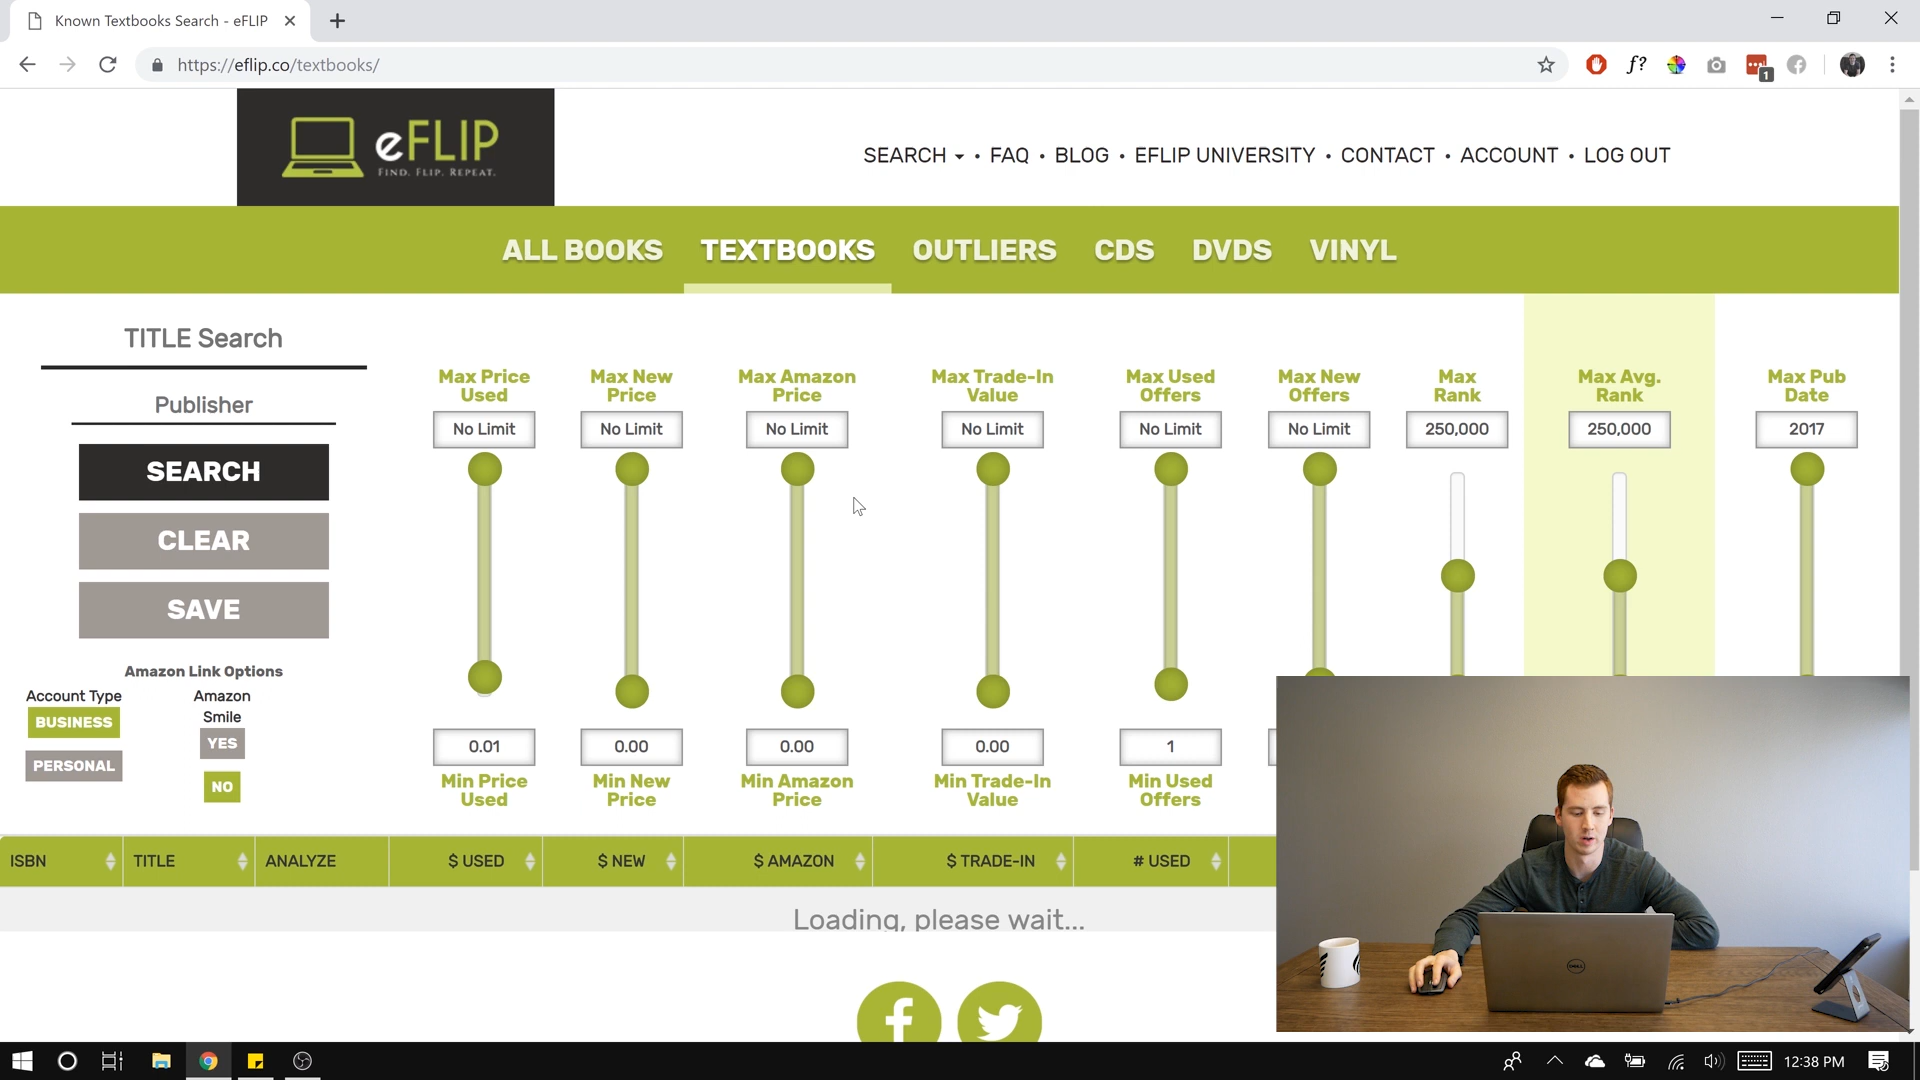 Known Textbooks Search - eFLIP
https://eflip.co/textbooks/
f?
1
eFLIP
FIND. FLIP. REPEAT.
SEARCH • FAQ • BLOG • EFLIP UNIVERSITY • CONTACT • ACCOUNT • LOG OUT
ALL BOOKS TEXTBOOKS OUTLIERS CDS DVDS VINYL
TITLE Search
Publisher
SEARCH
CLEAR
SAVE
Amazon Link Options
Account Type
BUSINESS
PERSONAL
Amazon
Smile
YES
NO
Max Price
Used
No Limit
0.01
Min Price
Used
Max New
Price
No Limit
0.00
Min New
Price
Max Amazon
Price
No Limit
0.00
Min Amazon
Price
Max Trade-In
Value
No Limit
0.00
Min Trade-In
Value
Max Used
Offers
No Limit
1
Min Used
Offers
Max New
Offers
No Limit
Max
Rank
250,000
Max Avg.
Rank
250,000
Max Pub
Date
2017
ISBN TITLE ANALYZE $ USED $ NEW $ AMAZON $ TRADE-IN # USED
Loading, please wait...
DELL
12:38 PM